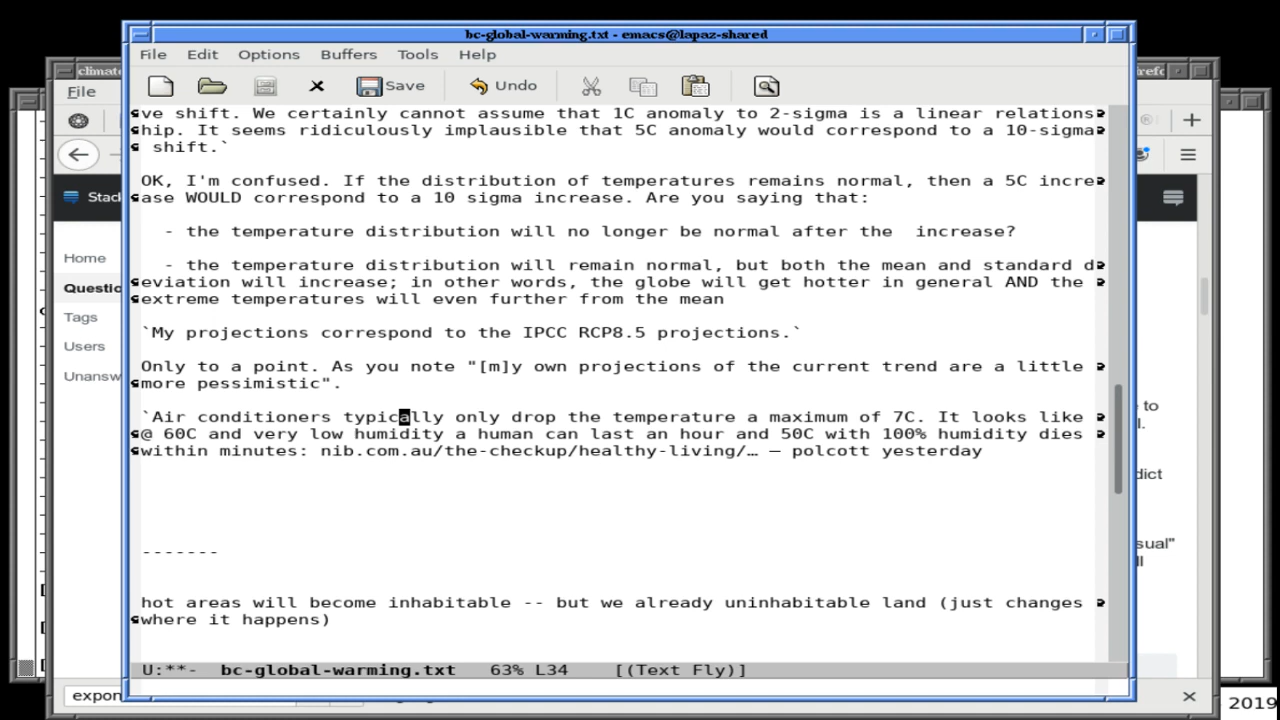 bc-global-warming.txt - emacs@lapaz-shared
File Edit Options Buffers Tools Help
Save Undo
climate
File
Stack
Home
Questio
Tags
Users
Unansw
ve shift. We certainly cannot assume that 1C anomaly to 2-sigma is a linear relations
hip. It seems ridiculously implausible that 5C anomaly would correspond to a 10-sigma
shift.`
OK, I'm confused. If the distribution of temperatures remains normal, then a 5C incre
ase WOULD correspond to a 10 sigma increase. Are you saying that:
- the temperature distribution will no longer be normal after the  increase?
- the temperature distribution will remain normal, but both the mean and standard d
eviation will increase; in other words, the globe will get hotter in general AND the
extreme temperatures will even further from the mean
`My projections correspond to the IPCC RCP8.5 projections.`
Only to a point. As you note "[m]y own projections of the current trend are a little
more pessimistic".
`Air conditioners typically only drop the temperature a maximum of 7C. It looks like
@ 60C and very low humidity a human can last an hour and 50C with 100% humidity dies
within minutes: nib.com.au/the-checkup/healthy-living/… – polcott yesterday
-------
hot areas will become inhabitable -- but we already uninhabitable land (just changes
where it happens)
U:**-  bc-global-warming.txt   63% L34    [(Text Fly)]
to
l.
dict
sual"
ll
expon
2019